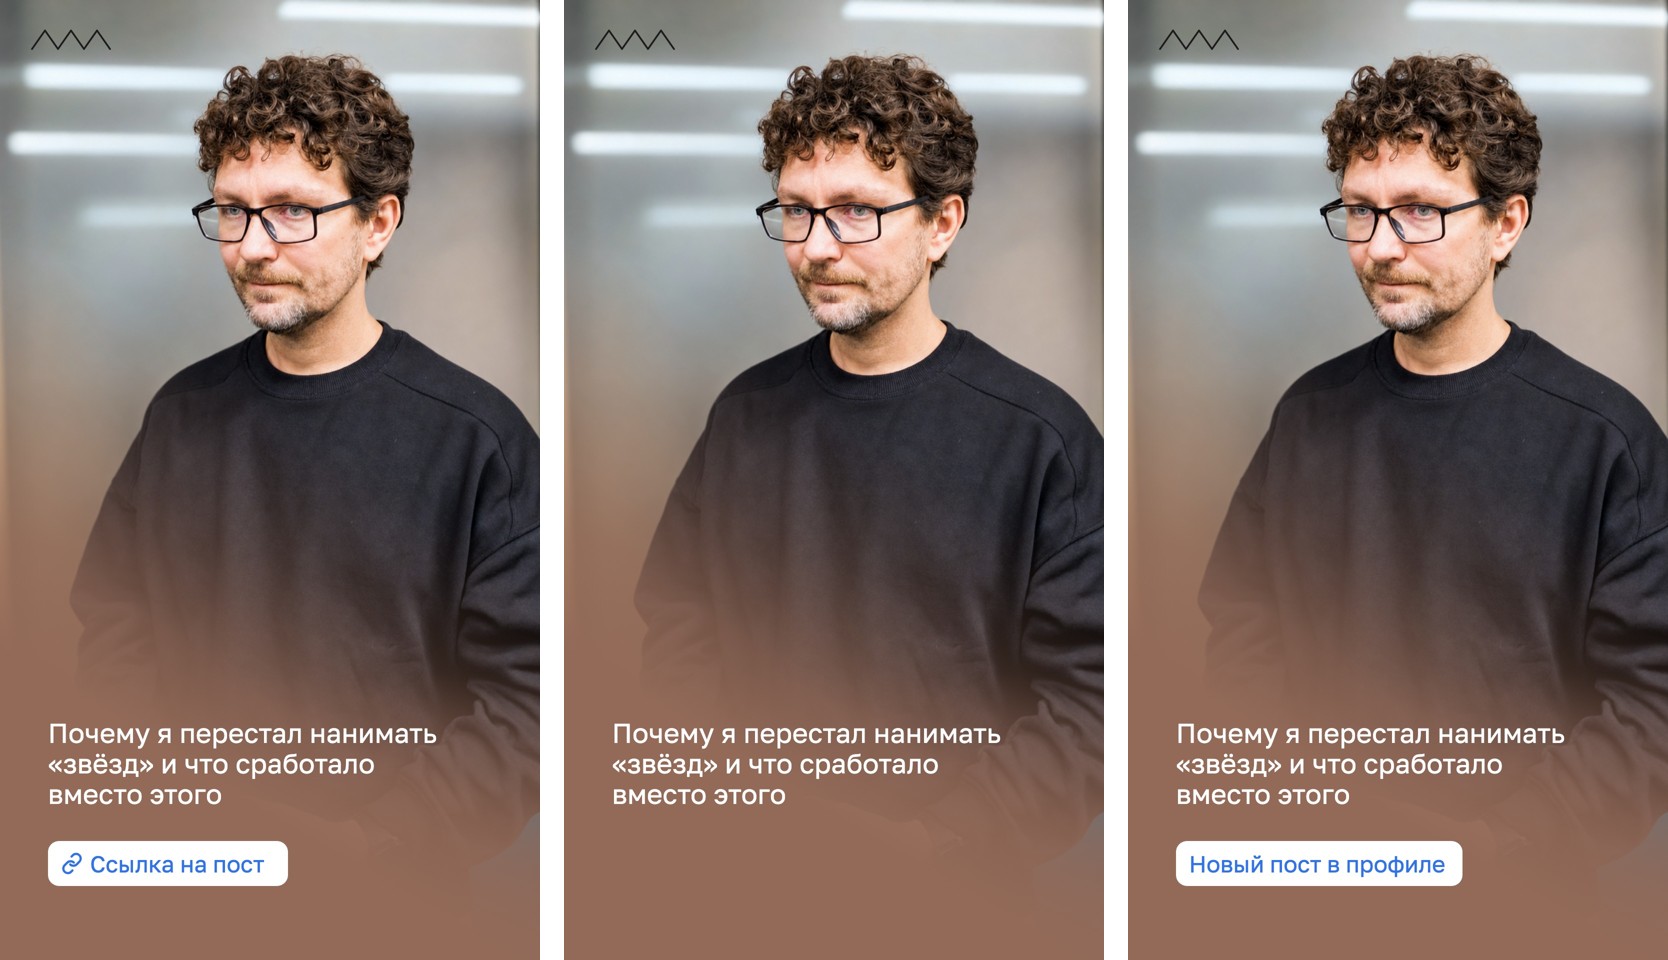 Почему я перестал нанимать
«звёзд» и что сработало
вместо этого
Ссылка на пост
Почему я перестал нанимать
«звёзд» и что сработало
вместо этого
Почему я перестал нанимать
«звёзд» и что сработало
вместо этого
Новый пост в профиле